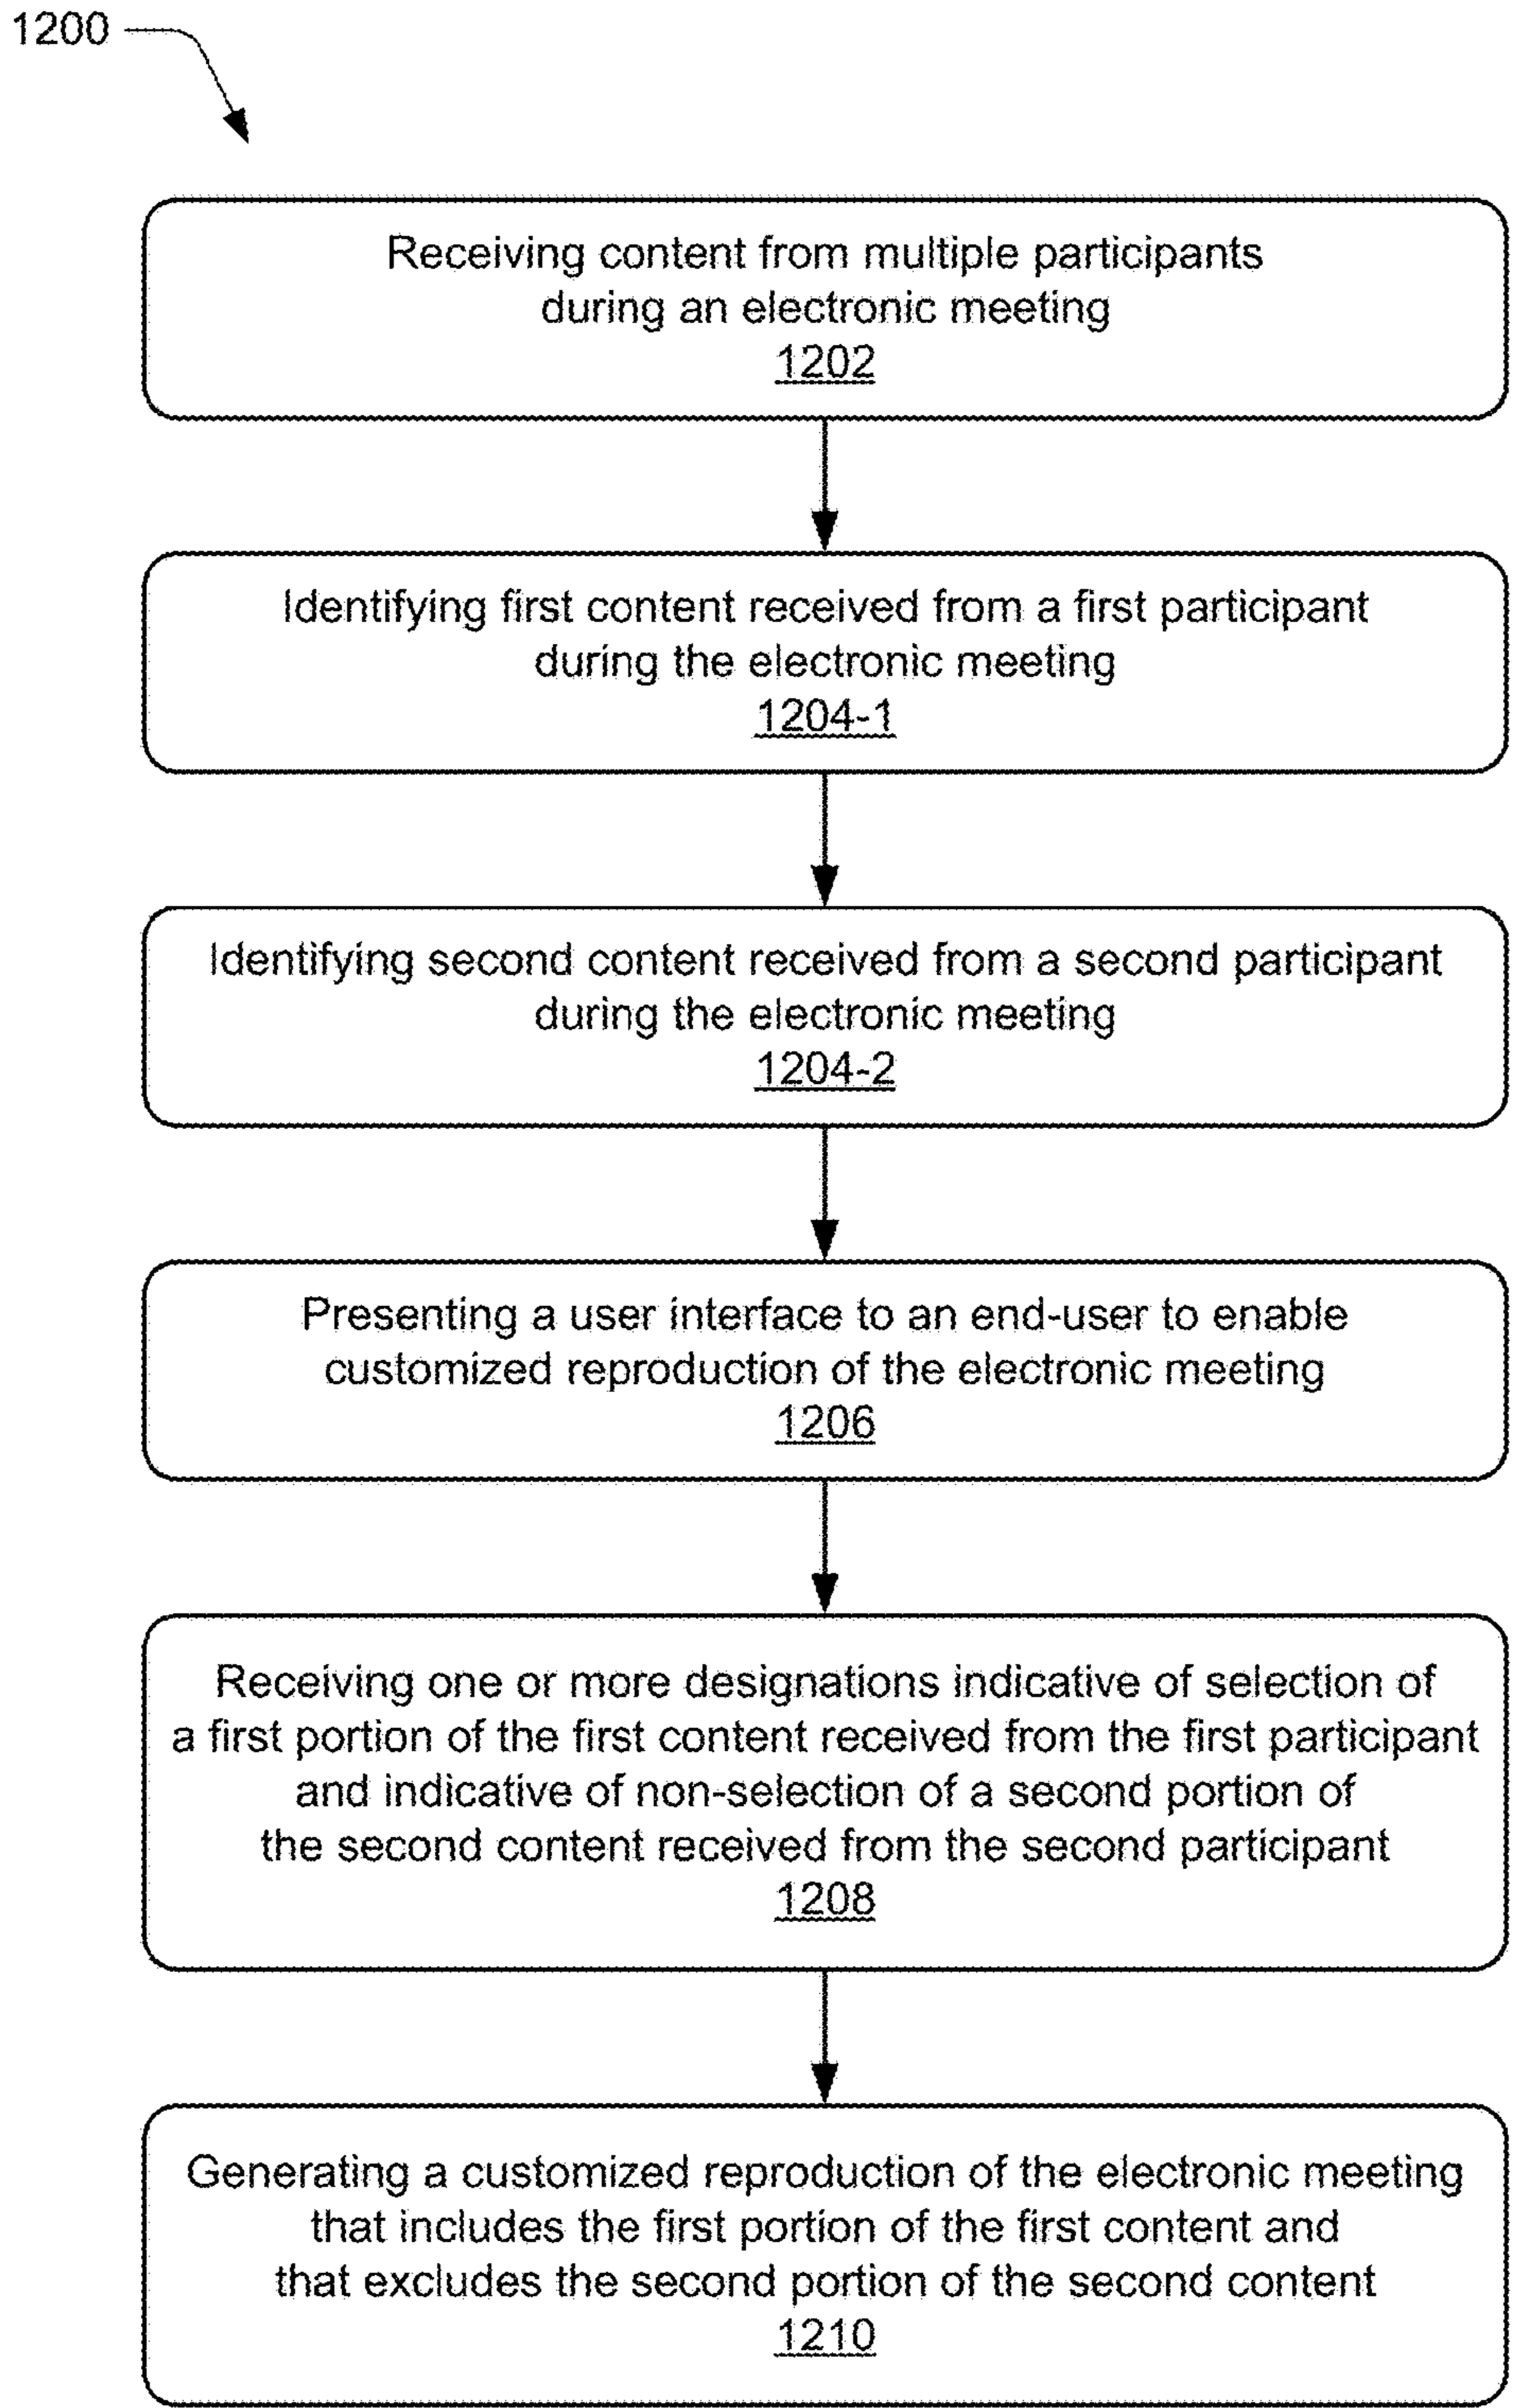 1200
Receiving content from multiple participants
during an electronic meeting
1202
Identifying first content received from a first participant
during the electronic meeting
1204-1
Identifying second content received from a second participant
during the electronic meeting
1204-2
Presenting a user interface to an end-user to enable
customized reproduction of the electronic meeting
1206
Receiving one or more designations indicative of selection of
a first portion of the first content received from the first participant
and indicative of non-selection of a second portion of
the second content received from the second participant
1208
Generating a customized reproduction of the electronic meeting
that includes the first portion of the first content and
that excludes the second portion of the second content
1210